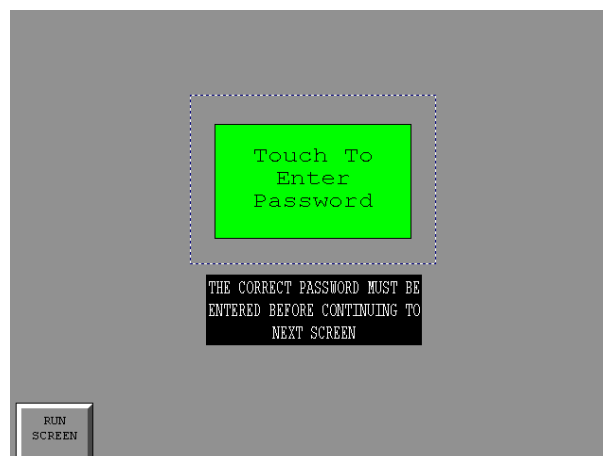 Touch To
Enter
Password
THE CORRECT PASSWORD MUST BE
ENTERED BEFORE CONTINUING TO
NEXT SCREEN
RUN
SCREEN